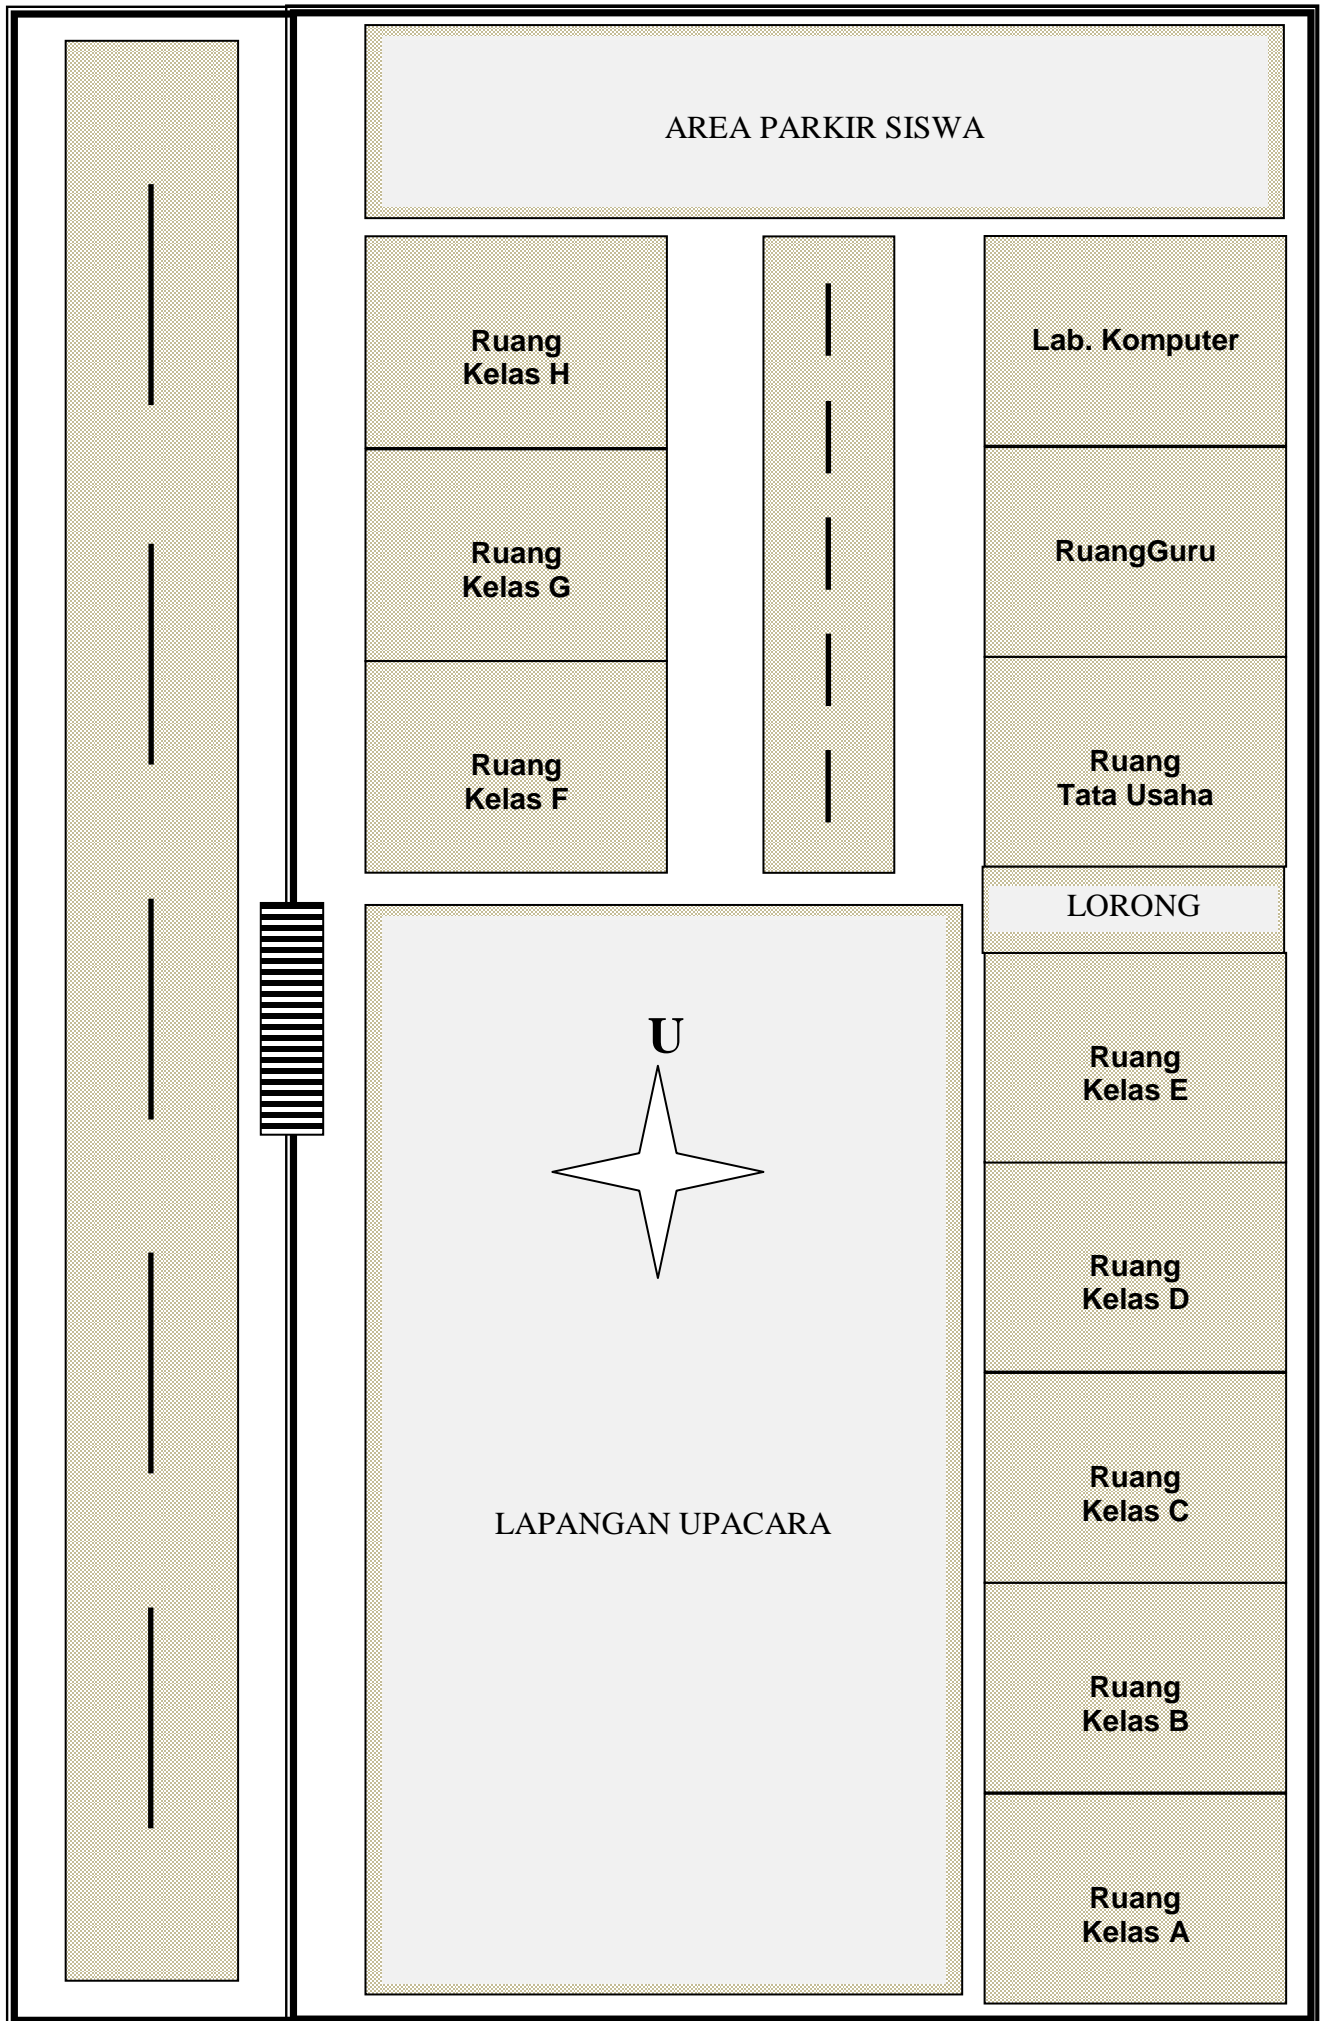 AREA PARKIR SISWA
Ruang
Kelas H
Lab. Komputer
Ruang
Kelas G
RuangGuru
Ruang
Kelas F
Ruang
Tata Usaha
LORONG
U
Ruang
Kelas E
Ruang
Kelas D
Ruang
Kelas C
LAPANGAN UPACARA
Ruang
Kelas B
Ruang
Kelas A